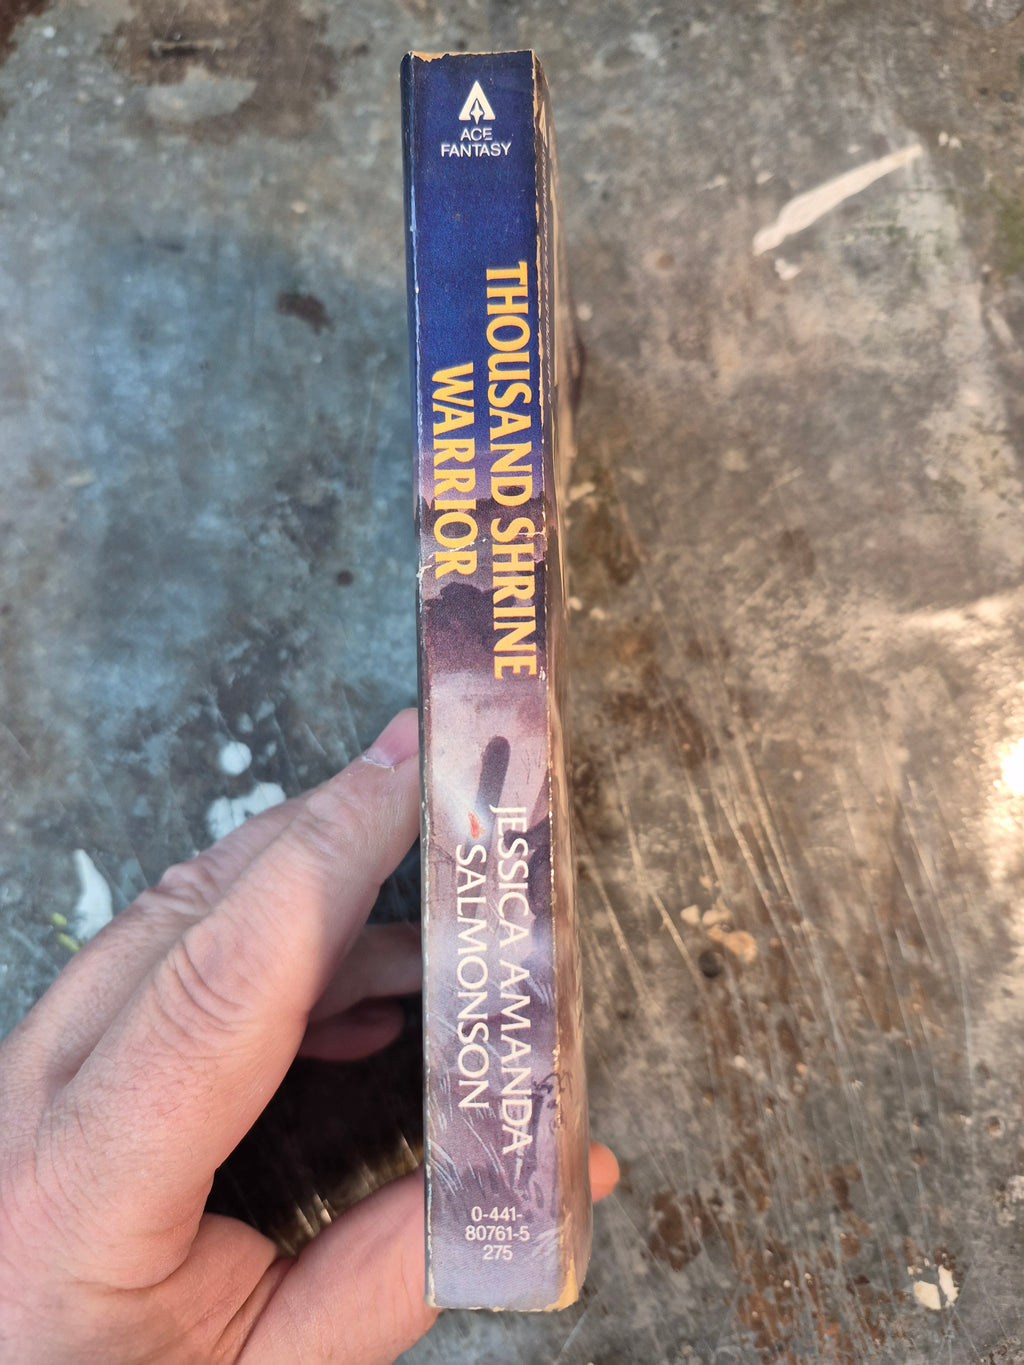 ACE
FANTASY
THOUSAND SHRINE
WARRIOR
JESSICA AMANDA
SALMONSON
0-441-
80761-5
275